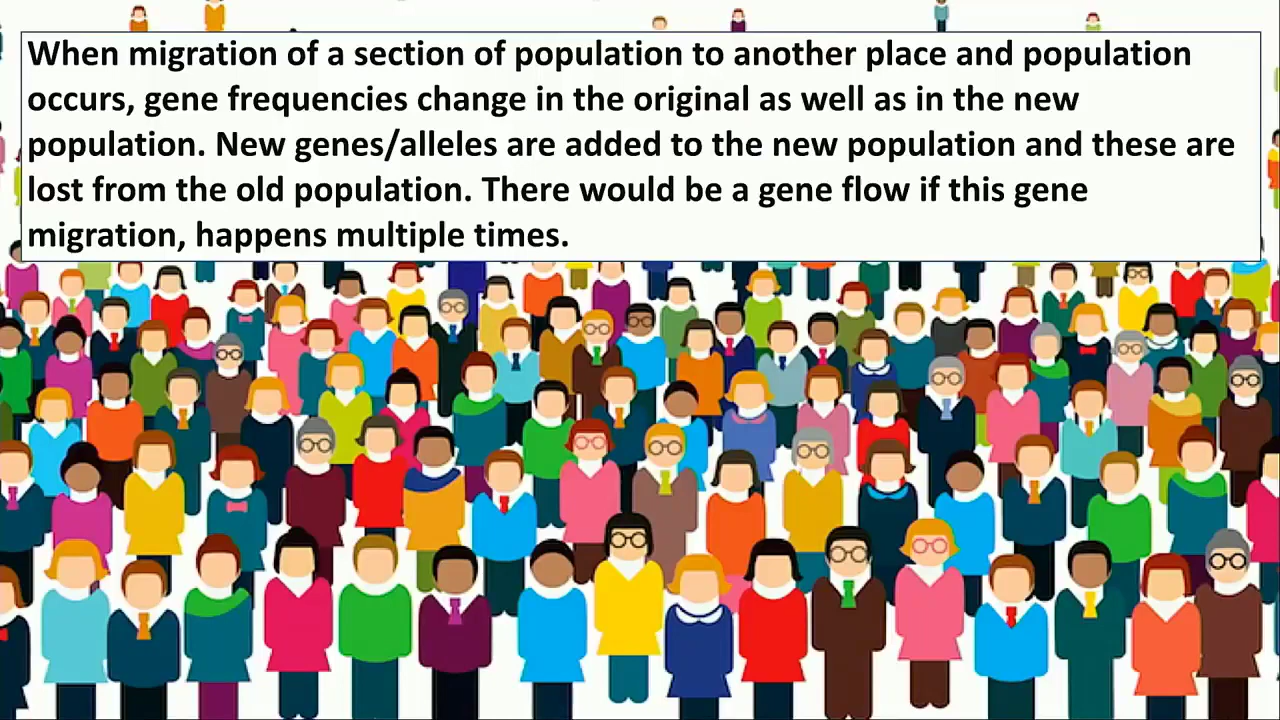 When migration of a section of population to another place and population
occurs, gene frequencies change in the original as well as in the new
population. New genes/alleles are added to the new population and these are
lost from the old population. There would be a gene flow if this gene
migration, happens multiple times.